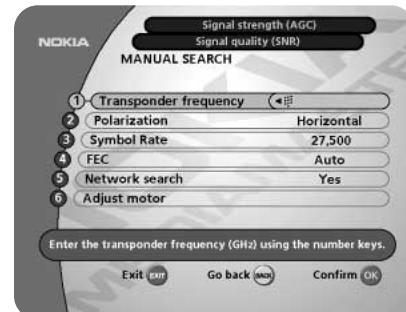 Signal strength (AGC)
NOKIA
Signal quality (SNR)
MANUAL SEARCH
1 Transponder frequency
2 Polarization Horizontal
3 Symbol Rate 27,500
4 FEC Auto
5 Network search Yes
6 Adjust motor
Enter the transponder frequency (GHz) using the number keys.
Exit EXIT Go back BACK Confirm OK